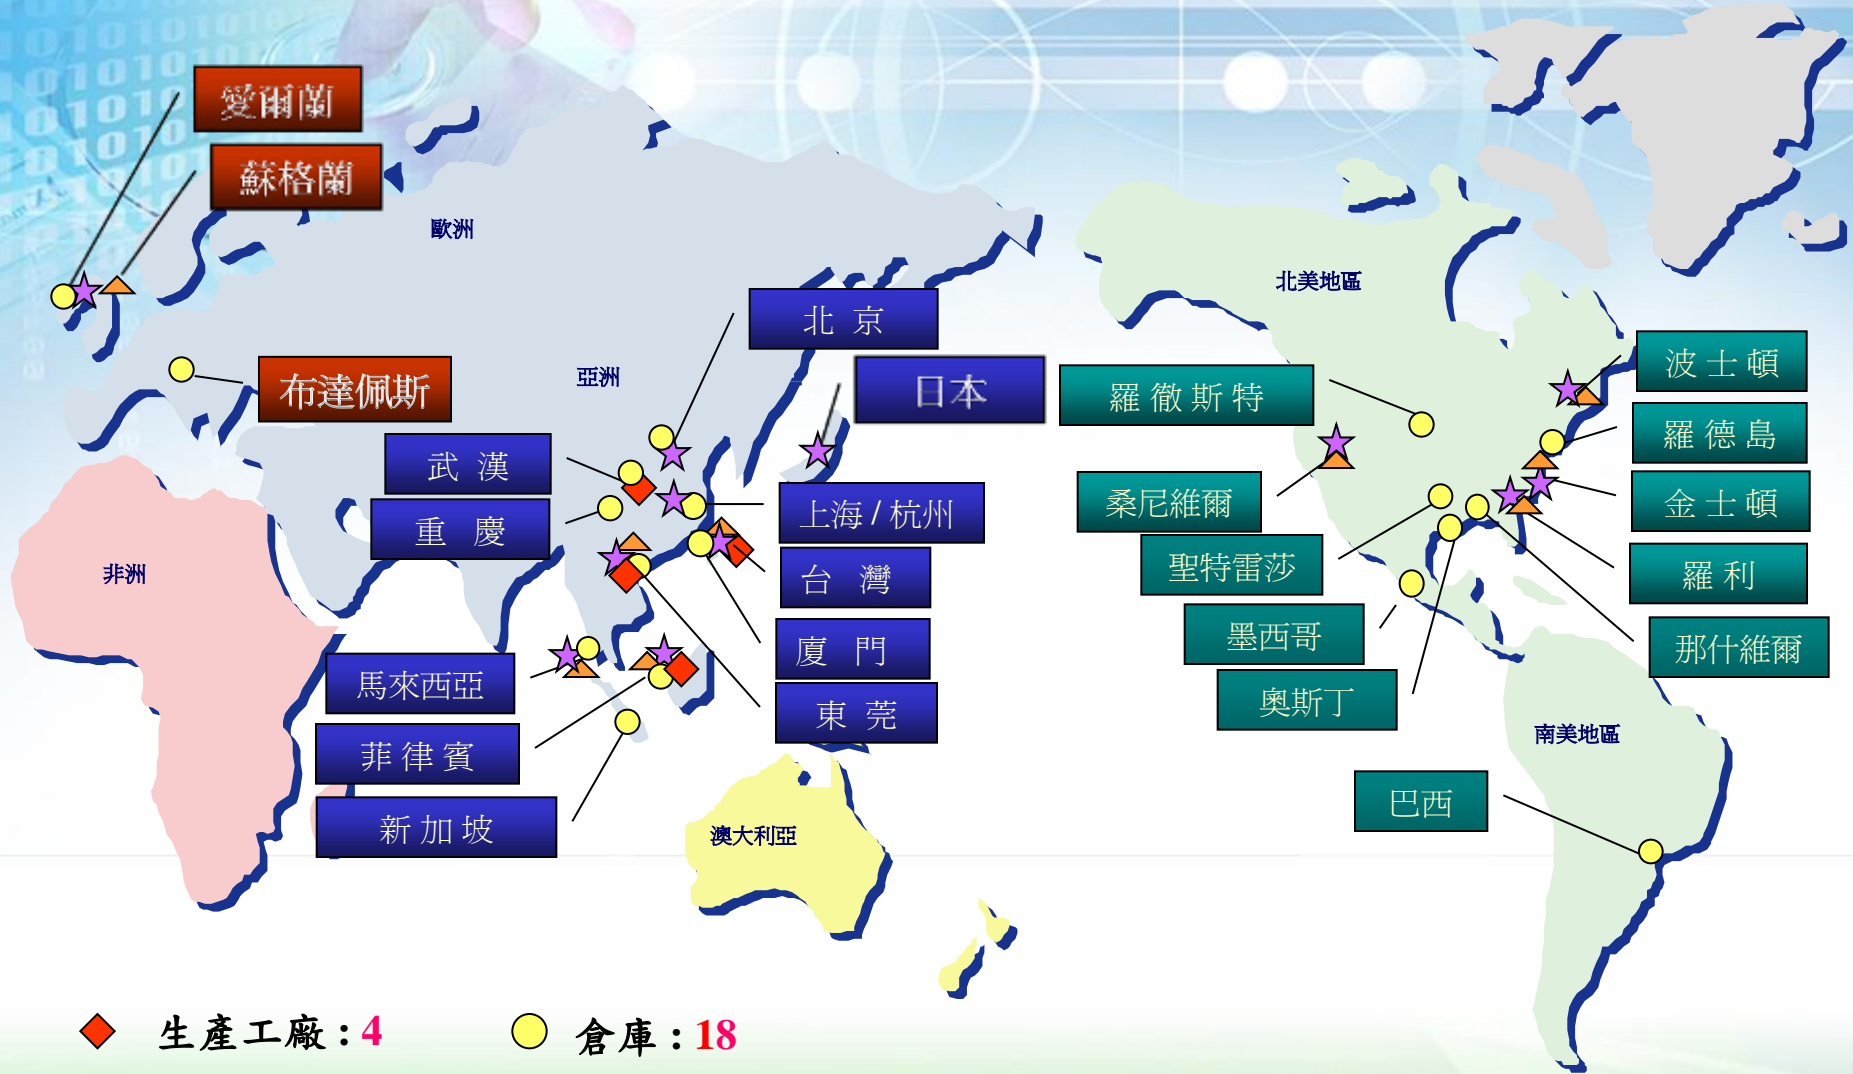 愛爾蘭
蘇格蘭
歐洲
北美地區
北 京
亞洲
日本
布達佩斯
羅 徹 斯 特
波 士 頓
羅 德 島
武 漢
桑尼維爾
金 士 頓
上海 / 杭州
重 慶
聖特雷莎
羅 利
非洲
台 灣
墨西哥
那什維爾
廈 門
馬來西亞
東 莞
奧斯丁
南美地區
菲 律 賓
巴西
新 加 坡
澳大利亞
生產工廠 : 4
倉庫 : 18